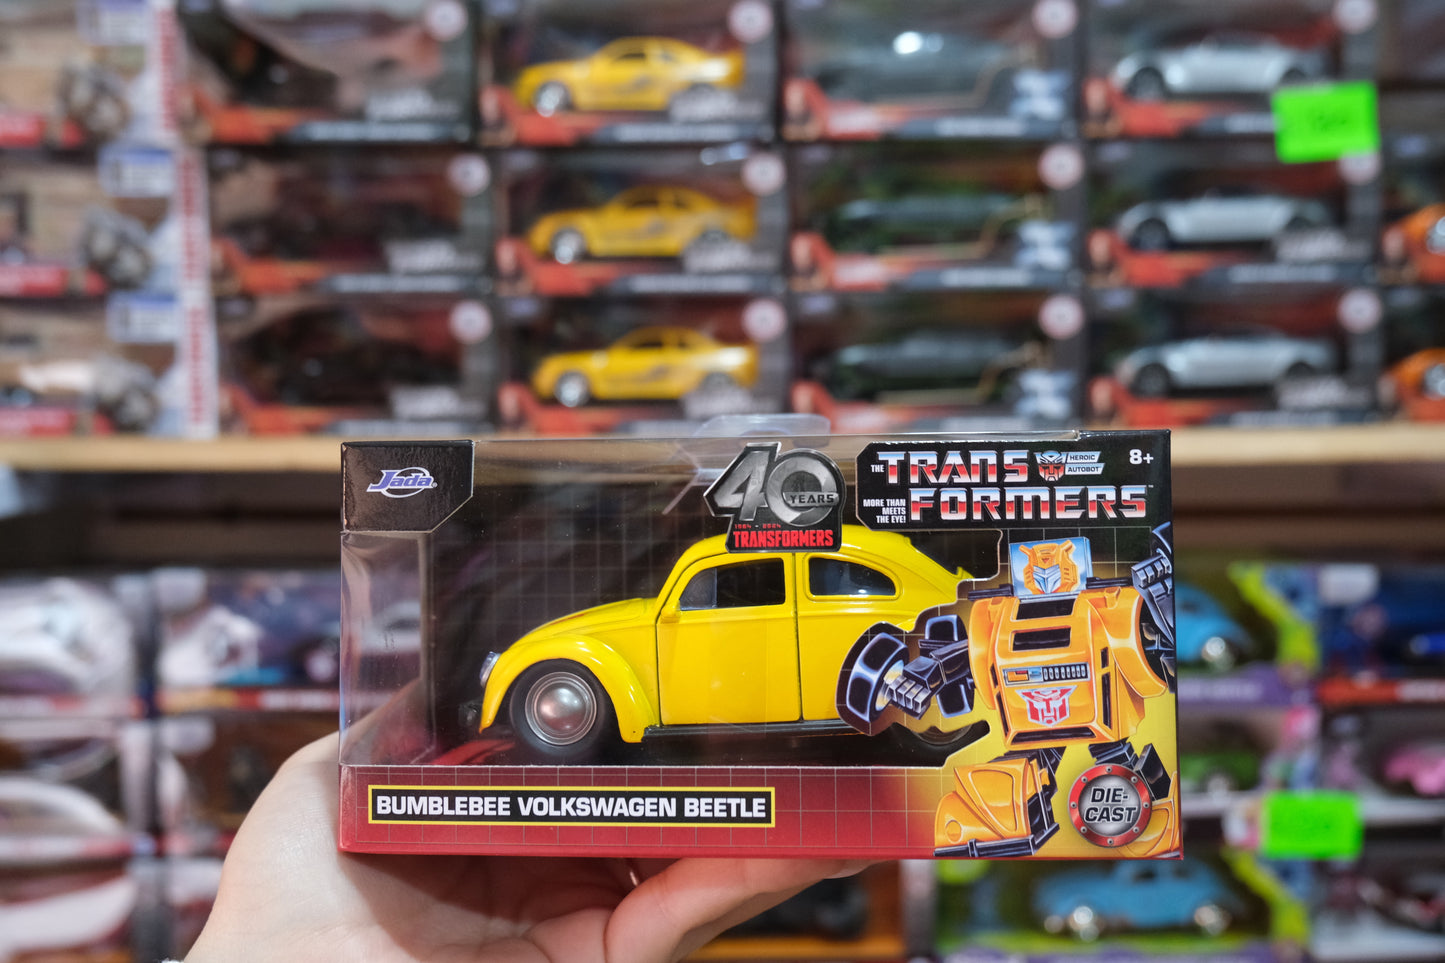 Jada
40
YEARS
1984 - 2024
TRANSFORMERS
THE TRANS
FORMERS™
HEROIC
AUTOBOT
8+
MORE THAN
MEETS
THE EYE!
BUMBLEBEE VOLKSWAGEN BEETLE
DIE-
CAST